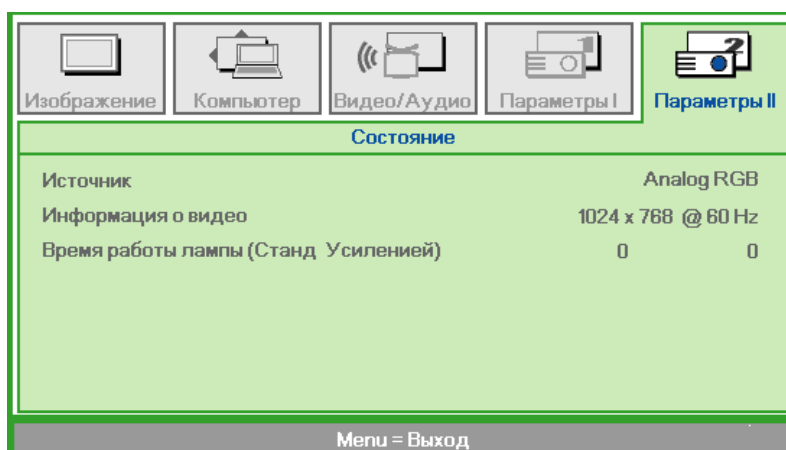 Изображение Компьютер Видео/Аудио Параметры I Параметры II
Состояние
Источник Analog RGB
Информация о видео 1024 x 768 @ 60 Hz
Время работы лампы (Станд Усиленией) 0 0
Menu = Выход